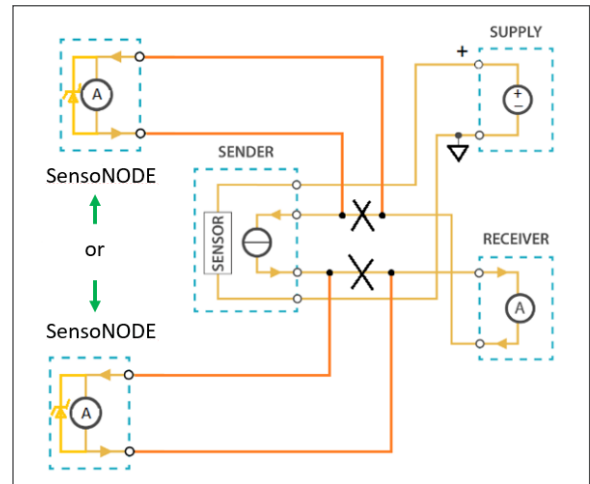 SUPPLY
+
+
−
A
SensoNODE
SENDER
SENSOR
or
RECEIVER
A
SensoNODE
A